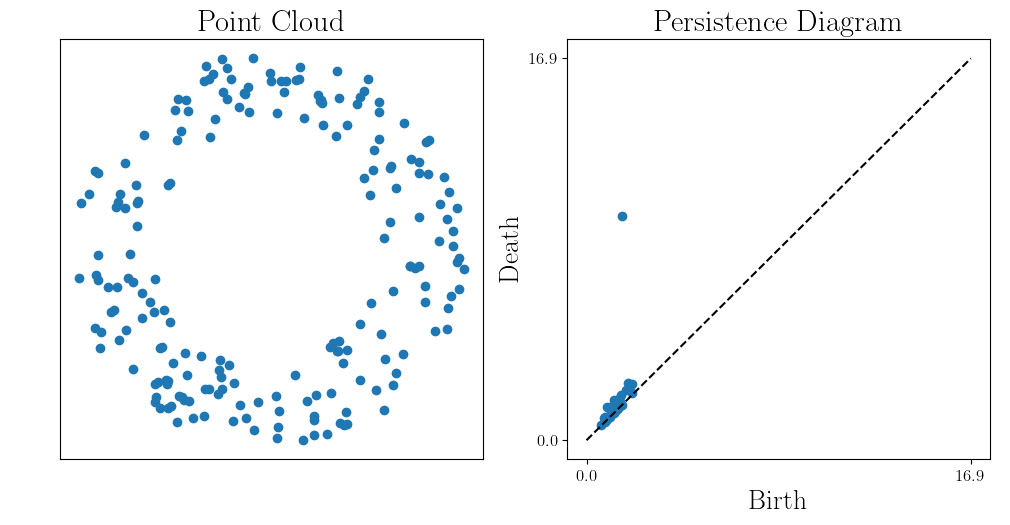 Point Cloud
Persistence Diagram
16.9
Death
0.0
0.0
16.9
Birth